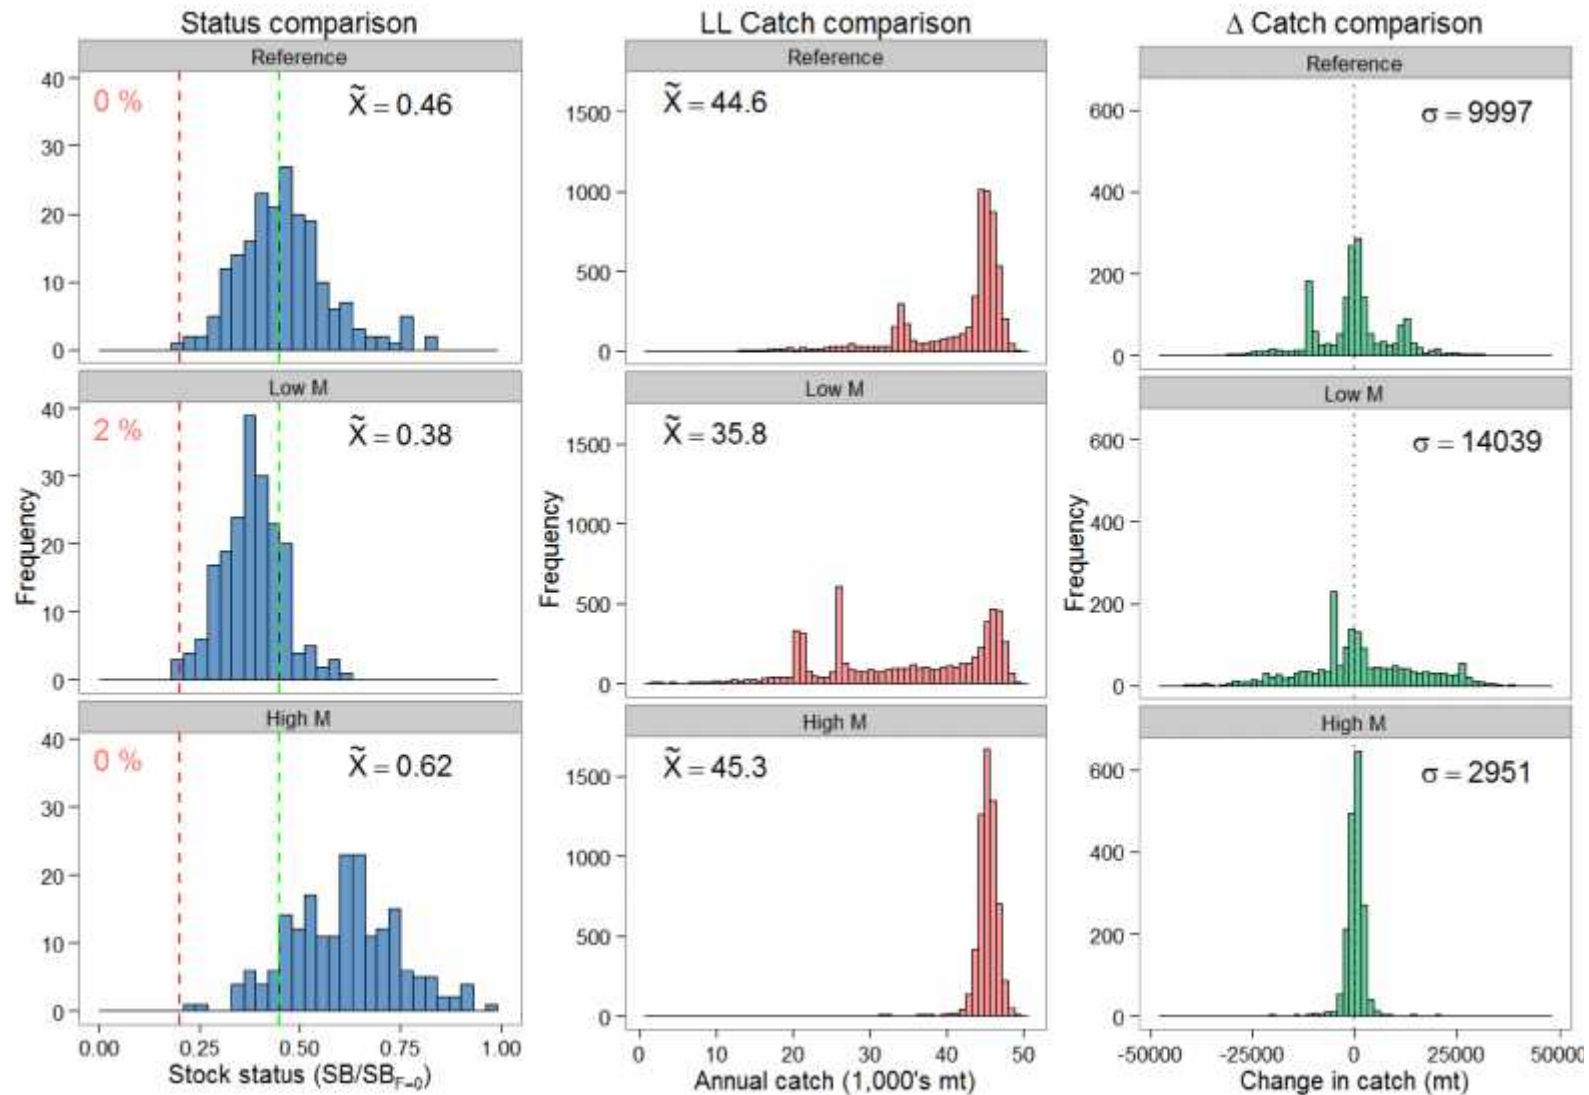 Status comparison
Reference
40
30
20
10
0
0 %
X̃ = 0.46
Low M
40
30
20
10
0
2 %
X̃ = 0.38
High M
40
30
20
10
0
0 %
X̃ = 0.62
Frequency
0.00 0.25 0.50 0.75 1.00
Stock status (SB/SB_F=0)
LL Catch comparison
Reference
1500
1000
500
0
X̃ = 44.6
Low M
1500
1000
500
0
X̃ = 35.8
High M
1500
1000
500
0
X̃ = 45.3
Frequency
0 10 20 30 40 50
Annual catch (1,000's mt)
Δ Catch comparison
Reference
600
400
200
0
σ = 9997
Low M
600
400
200
0
σ = 14039
High M
600
400
200
0
σ = 2951
Frequency
-50000 -25000 0 25000 50000
Change in catch (mt)